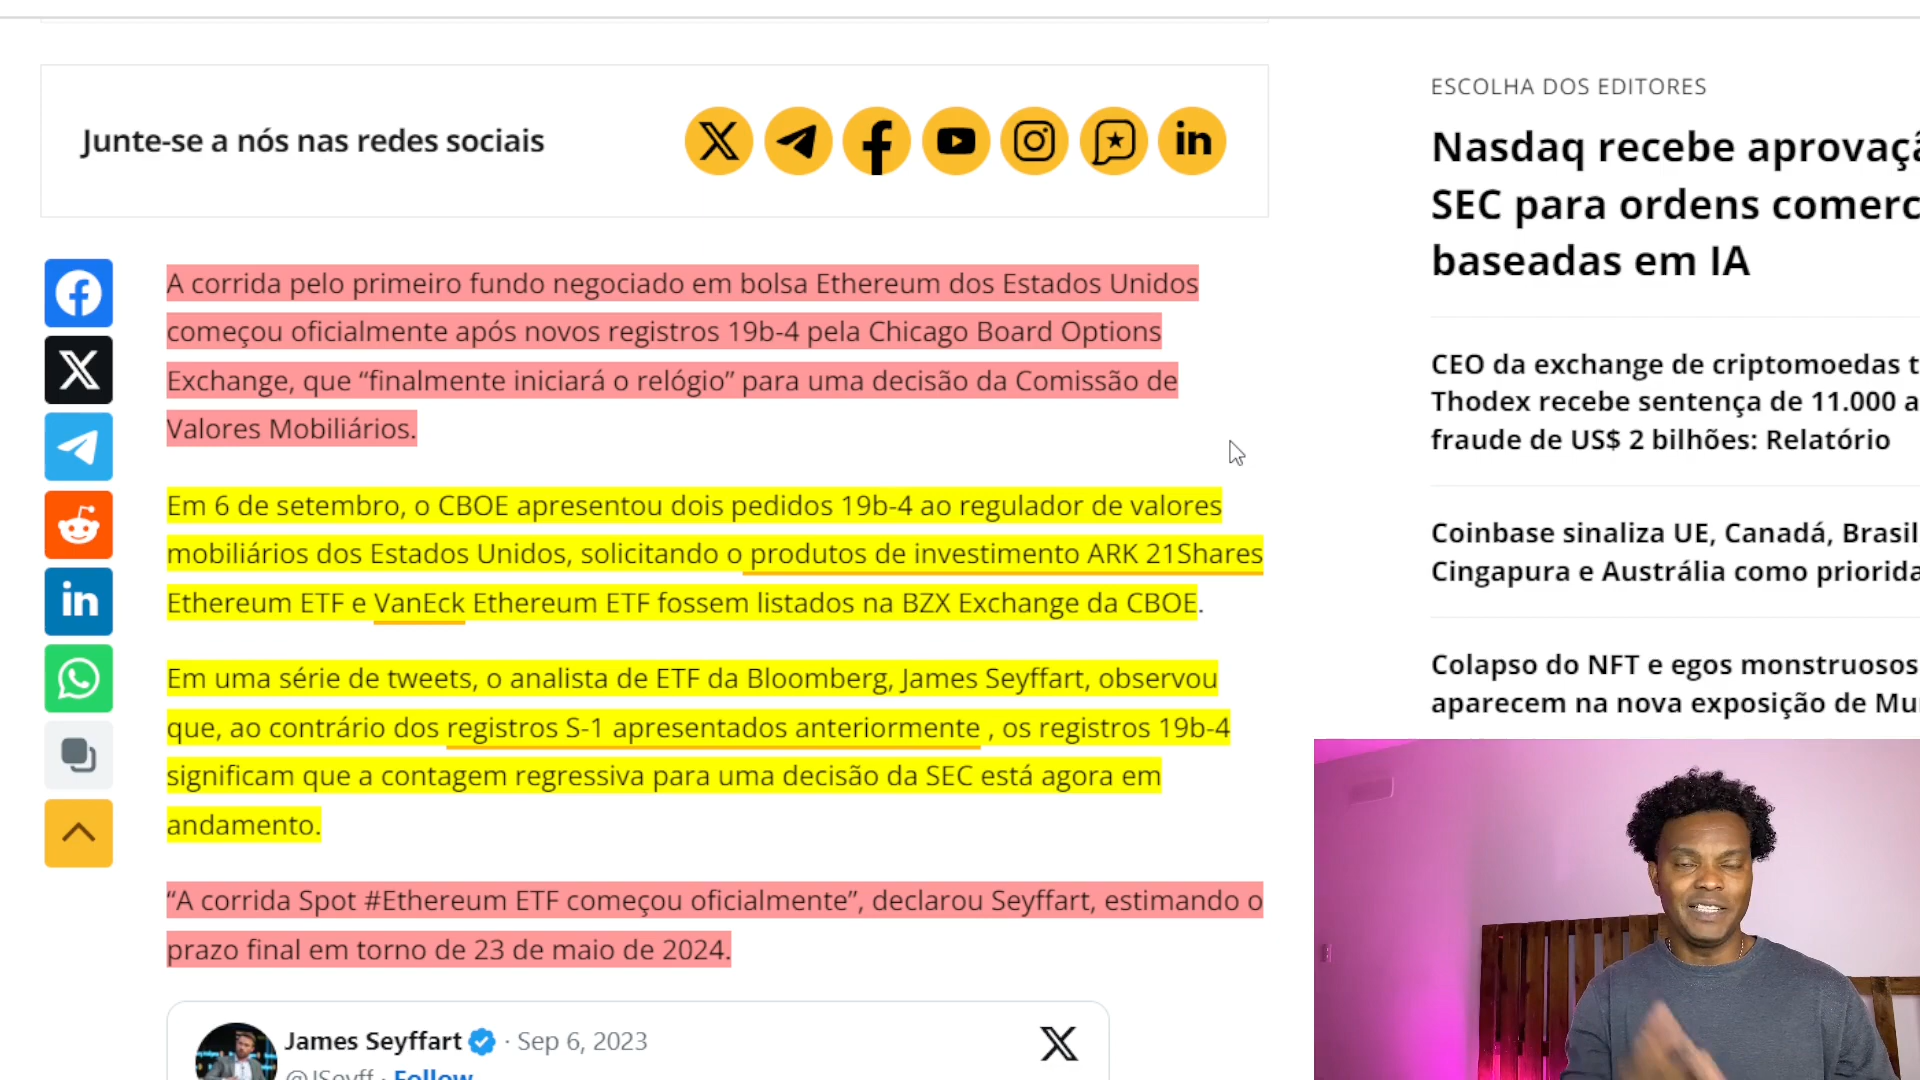 Junte-se a nós nas redes sociais
A corrida pelo primeiro fundo negociado em bolsa Ethereum dos Estados Unidos
começou oficialmente após novos registros 19b-4 pela Chicago Board Options
Exchange, que “finalmente iniciará o relógio” para uma decisão da Comissão de
Valores Mobiliários.
Em 6 de setembro, o CBOE apresentou dois pedidos 19b-4 ao regulador de valores
mobiliários dos Estados Unidos, solicitando o produtos de investimento ARK 21Shares
Ethereum ETF e VanEck Ethereum ETF fossem listados na BZX Exchange da CBOE.
Em uma série de tweets, o analista de ETF da Bloomberg, James Seyffart, observou
que, ao contrário dos registros S-1 apresentados anteriormente , os registros 19b-4
significam que a contagem regressiva para uma decisão da SEC está agora em
andamento.
“A corrida Spot #Ethereum ETF começou oficialmente”, declarou Seyffart, estimando o
prazo final em torno de 23 de maio de 2024.
James Seyffart · Sep 6, 2023
@JSeyff · Follow
ESCOLHA DOS EDITORES
Nasdaq recebe aprovaçã
SEC para ordens comerc
baseadas em IA
CEO da exchange de criptomoedas t
Thodex recebe sentença de 11.000 a
fraude de US$ 2 bilhões: Relatório
Coinbase sinaliza UE, Canadá, Brasil
Cingapura e Austrália como priorida
Colapso do NFT e egos monstruosos
aparecem na nova exposição de Mu